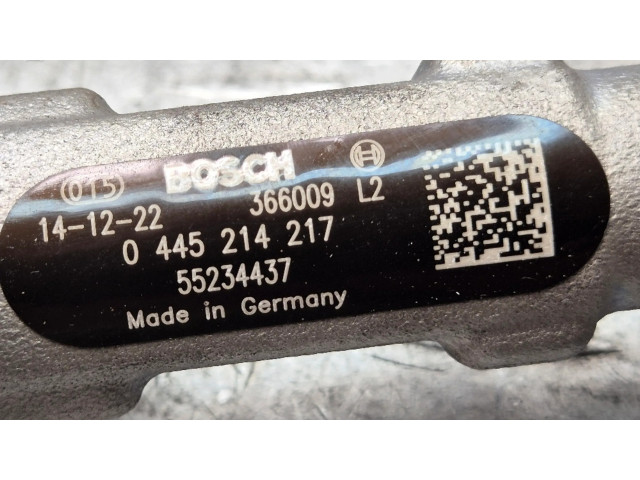 015 BOSCH
14-12-22 366009 L2
0 445 214 217
55234437
Made in Germany